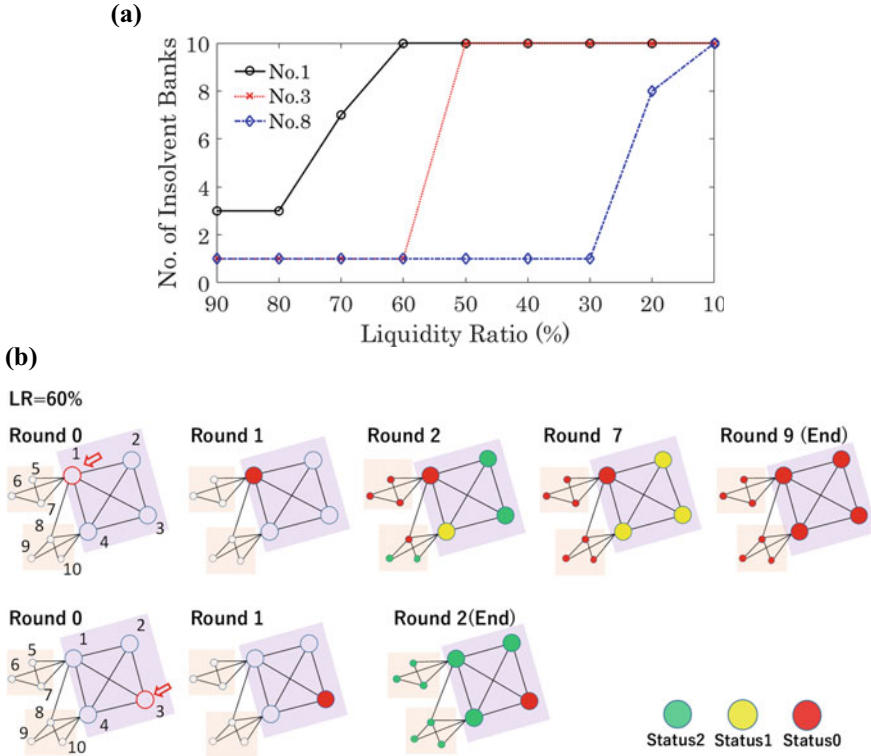 (a)
No. of Insolvent Banks
10
8
6
4
2
0
No.1
No.3
No.8
90 80 70 60 50 40 30 20 10
Liquidity Ratio (%)
(b)
LR=60%
Round 0 Round 1 Round 2 Round 7 Round 9 (End)
1 2
5
6
7
8
3
4
9
10
Round 0 Round 1 Round 2(End)
1 2
5
6
7
8
3
4
9
10
Status2 Status1 Status0